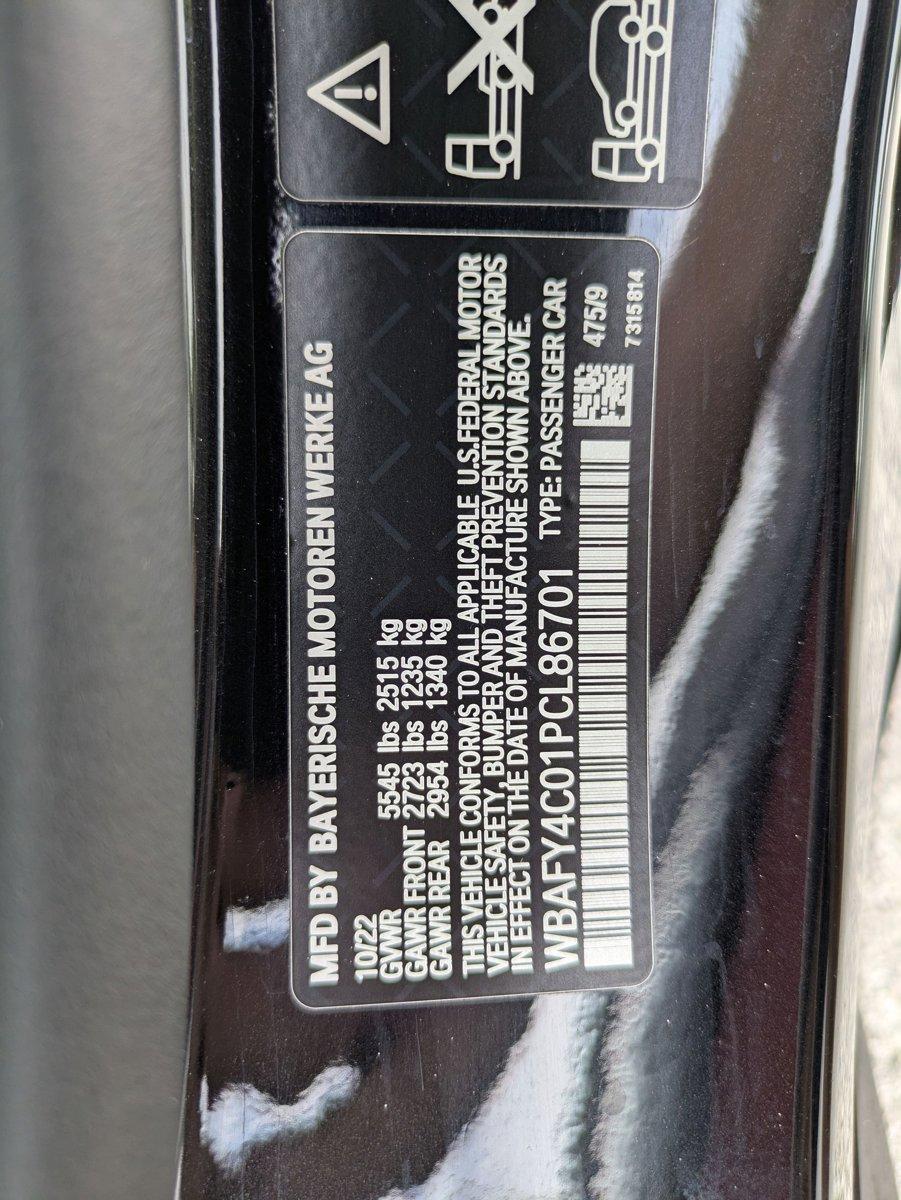 MFD BY BAYERISCHE MOTOREN WERKE AG
10/22
GVWR 5545 lbs 2515 kg
GAWR FRONT 2723 lbs 1235 kg
GAWR REAR 2954 lbs 1340 kg
THIS VEHICLE CONFORMS TO ALL APPLICABLE U.S.FEDERAL MOTOR
VEHICLE SAFETY, BUMPER AND THEFT PREVENTION STANDARDS
IN EFFECT ON THE DATE OF MANUFACTURE SHOWN ABOVE.
WBAFY4C01PCL86701 TYPE: PASSENGER CAR
475/9
7315814